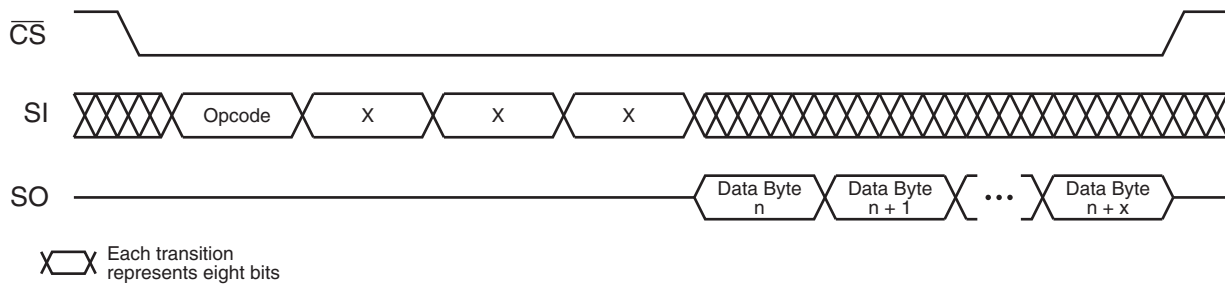 CS
SI
Opcode
X
X
X
SO
Data Byte
n
Data Byte
n + 1
•••
Data Byte
n + x
Each transition
represents eight bits